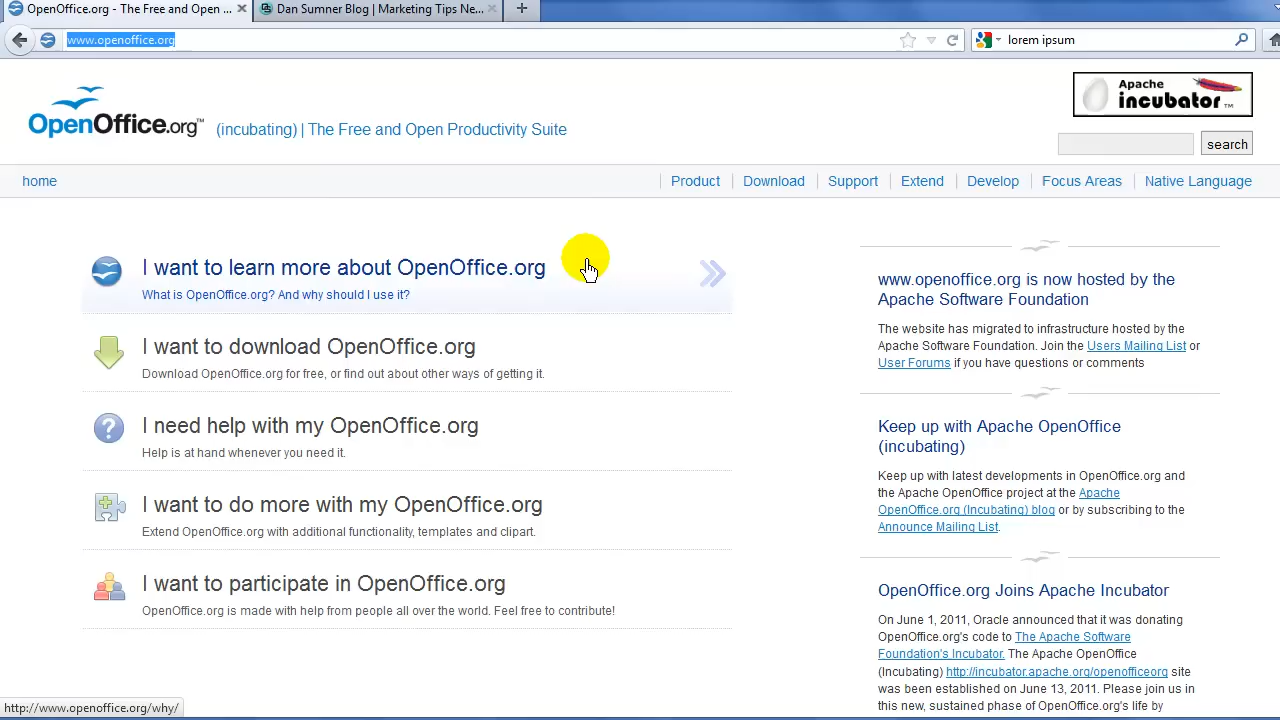 OpenOffice.org - The Free and Open ...
Dan Sumner Blog | Marketing Tips Ne...
www.openoffice.org
lorem ipsum
OpenOffice.org™
(incubating) | The Free and Open Productivity Suite
Apache
incubator™
search
home
Product
Download
Support
Extend
Develop
Focus Areas
Native Language
I want to learn more about OpenOffice.org
What is OpenOffice.org? And why should I use it?
I want to download OpenOffice.org
Download OpenOffice.org for free, or find out about other ways of getting it.
I need help with my OpenOffice.org
Help is at hand whenever you need it.
I want to do more with my OpenOffice.org
Extend OpenOffice.org with additional functionality, templates and clipart.
I want to participate in OpenOffice.org
OpenOffice.org is made with help from people all over the world. Feel free to contribute!
www.openoffice.org is now hosted by the
Apache Software Foundation
The website has migrated to infrastructure hosted by the
Apache Software Foundation. Join the Users Mailing List or
User Forums if you have questions or comments
Keep up with Apache OpenOffice
(incubating)
Keep up with latest developments in OpenOffice.org and
the Apache OpenOffice project at the Apache
OpenOffice.org (Incubating) blog or by subscribing to the
Announce Mailing List.
OpenOffice.org Joins Apache Incubator
On June 1, 2011, Oracle announced that it was donating
OpenOffice.org's code to The Apache Software
Foundation's Incubator. The Apache OpenOffice
(Incubating) http://incubator.apache.org/openofficeorg site
was been established on June 13, 2011. Please join us in
this new, sustained phase of OpenOffice.org's life by
http://www.openoffice.org/why/